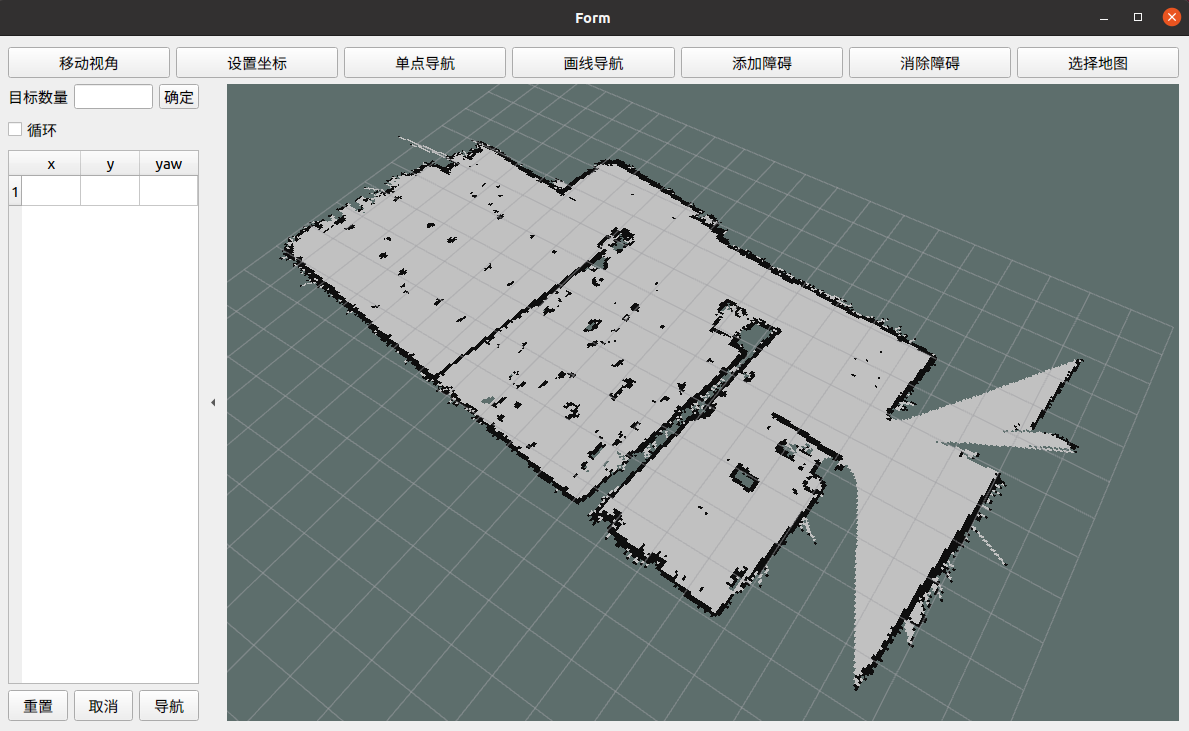 Form
移动视角 设置坐标 单点导航 画线导航 添加障碍 消除障碍 选择地图
目标数量 确定
循环
x y yaw
1
重置 取消 导航